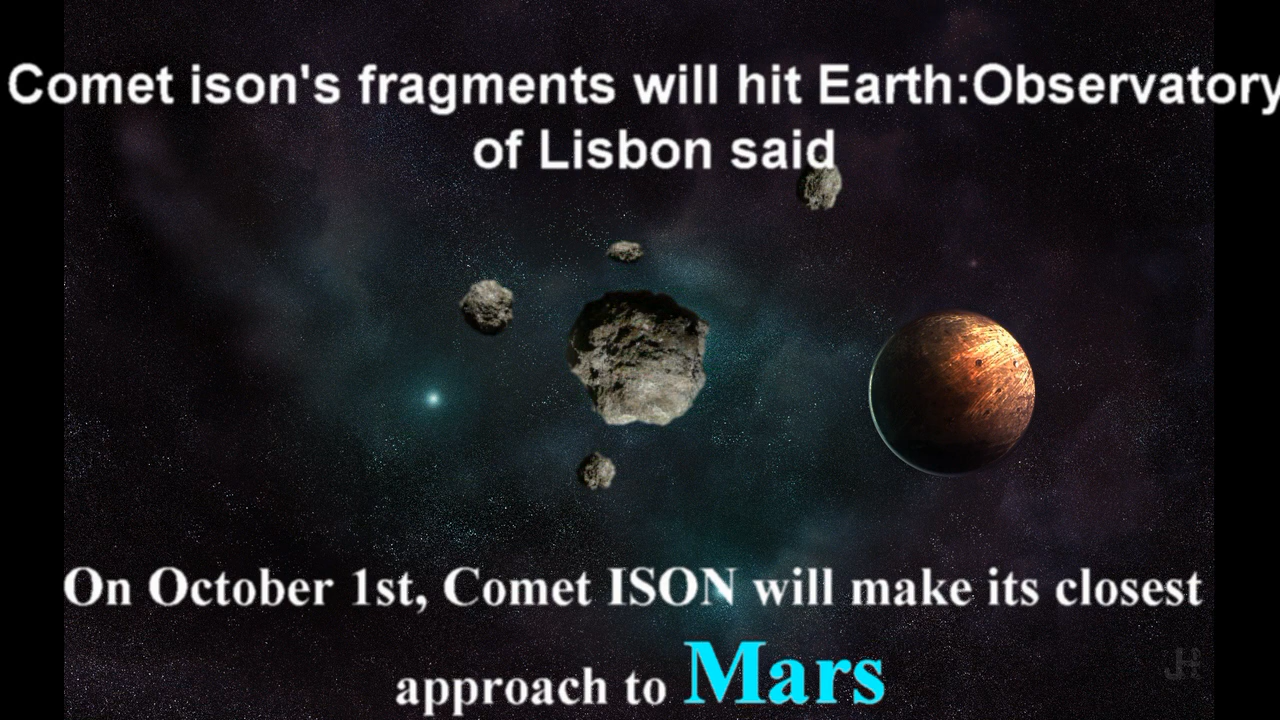 Comet ison's fragments will hit Earth:Observatory
of Lisbon said
On October 1st, Comet ISON will make its closest
approach to Mars